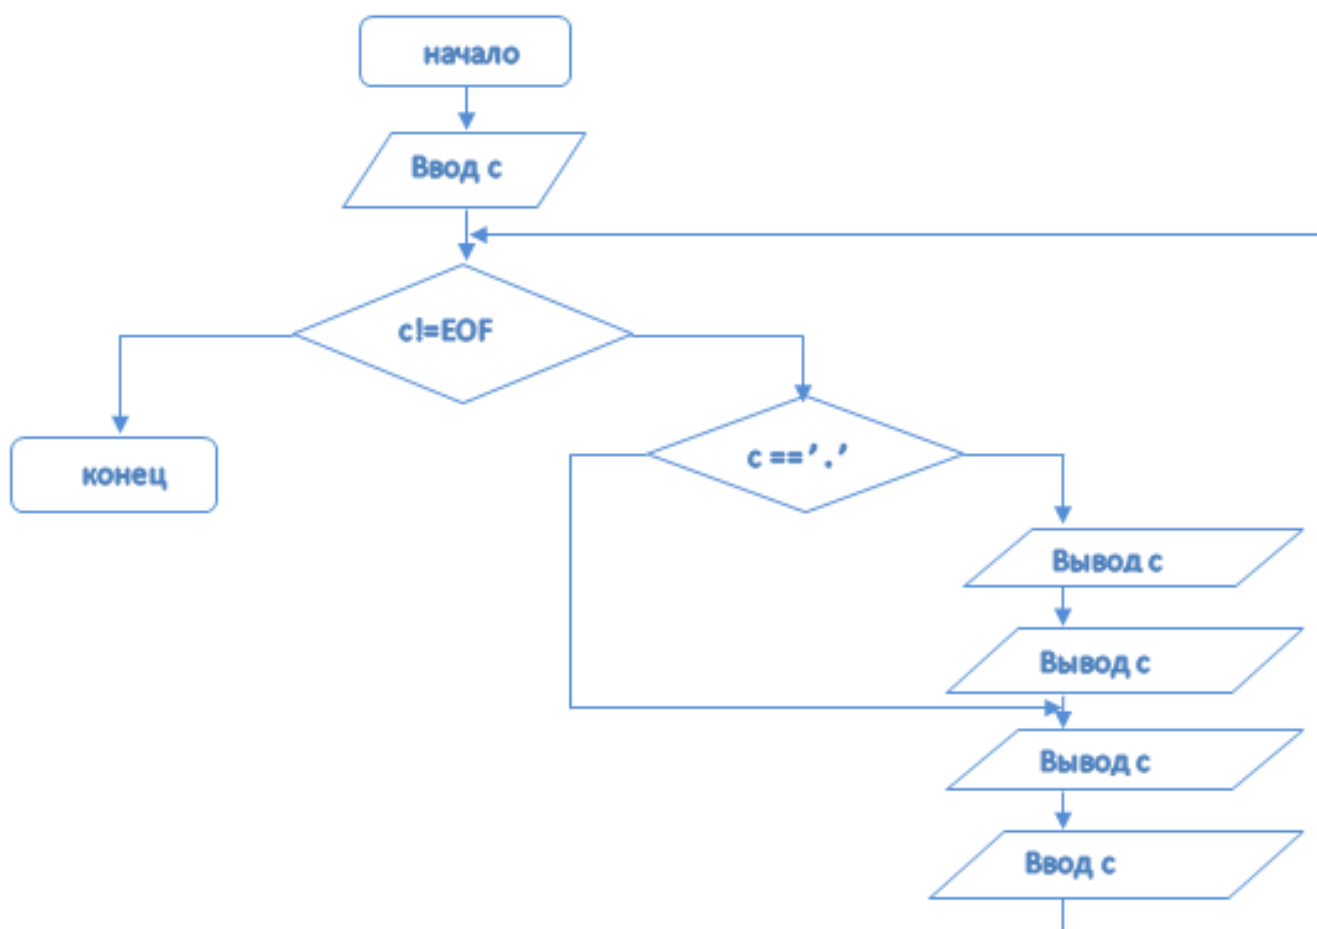 начало
Ввод с
c!=EOF
конец
c ==’.’
Вывод с
Вывод с
Вывод с
Ввод с